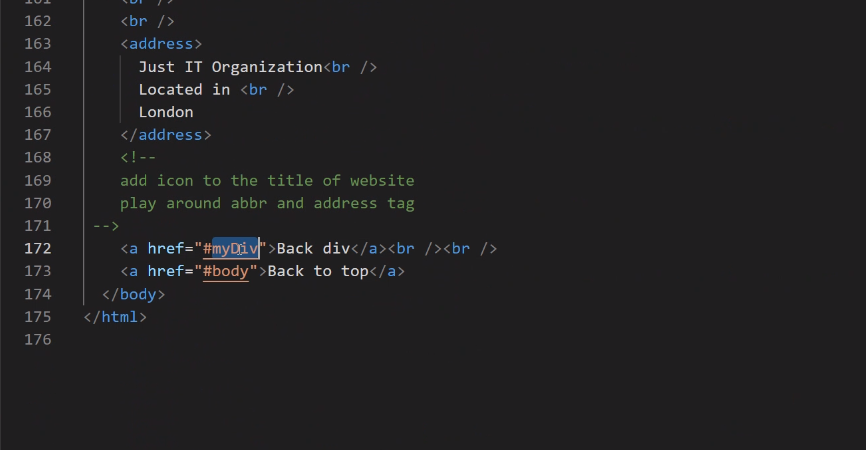 161 <br />
162 <br />
163 <address>
164 Just IT Organization<br />
165 Located in <br />
166 London
167 </address>
168 <!--
169 add icon to the title of website
170 play around abbr and address tag
171 -->
172 <a href="#myDiv">Back div</a><br /><br />
173 <a href="#body">Back to top</a>
174 </body>
175 </html>
176